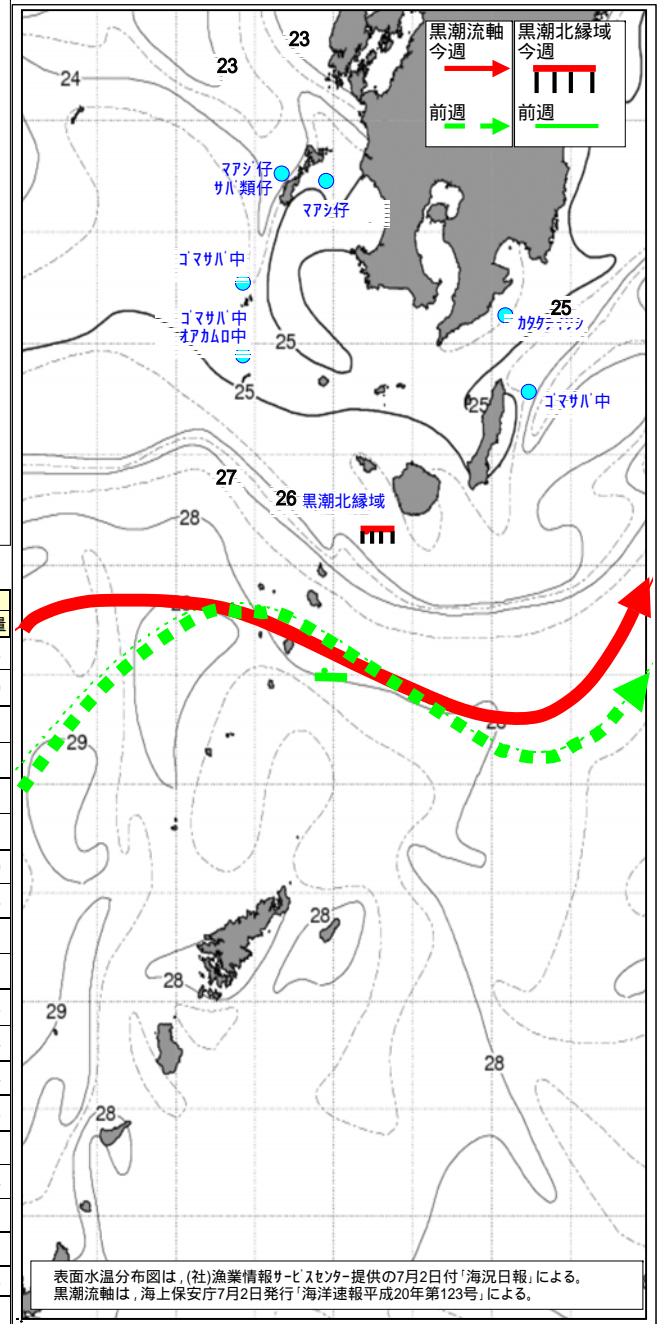 黒潮流軸 黒潮北縁域
今週 今週
前週 前週
23
23
24
マアジ仔
サバ類仔
マアジ仔
ゴマサバ中
25
ゴマサバ中
オアカムロ中
25
25
25
ゴマサバ中
27
26 黒潮北縁域
28
28
28
29
28
28
29
28
28
表面水温分布図は，(社)漁業情報サービスセンター提供の7月2日付「海況日報」による。
黒潮流軸は，海上保安庁7月2日発行「海洋速報平成20年第123号」による。